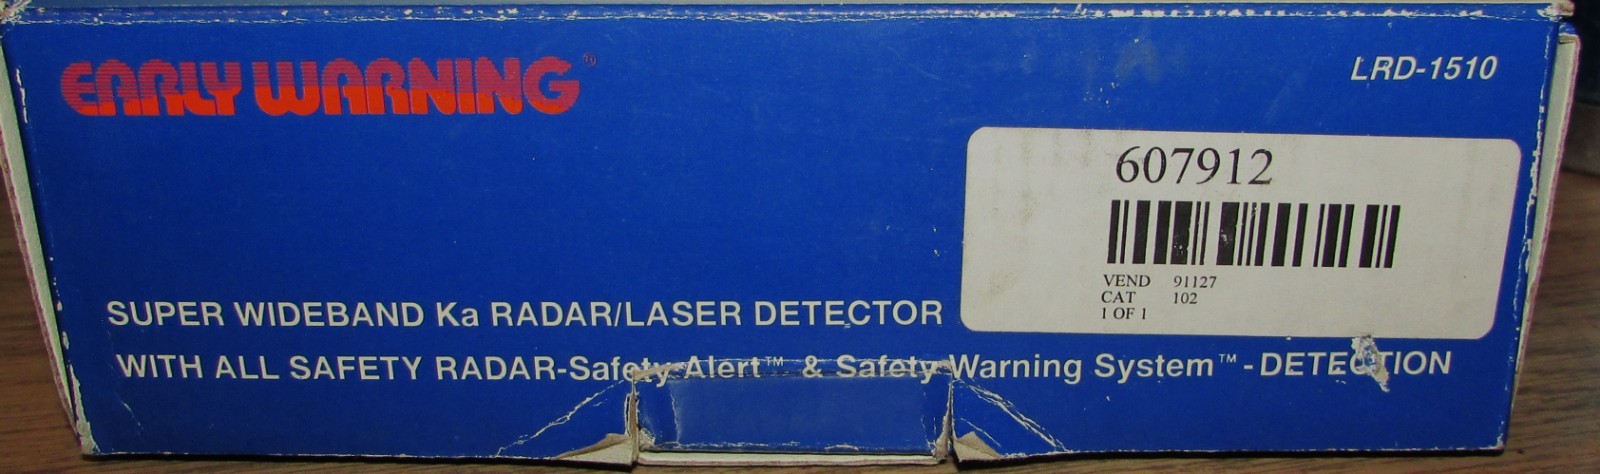 EARLY WARNING®
LRD-1510
607912
VEND 91127
CAT 102
1 OF 1
SUPER WIDEBAND Ka RADAR/LASER DETECTOR
WITH ALL SAFETY RADAR-Safety Alert™ & Safety Warning System™ - DETECTION